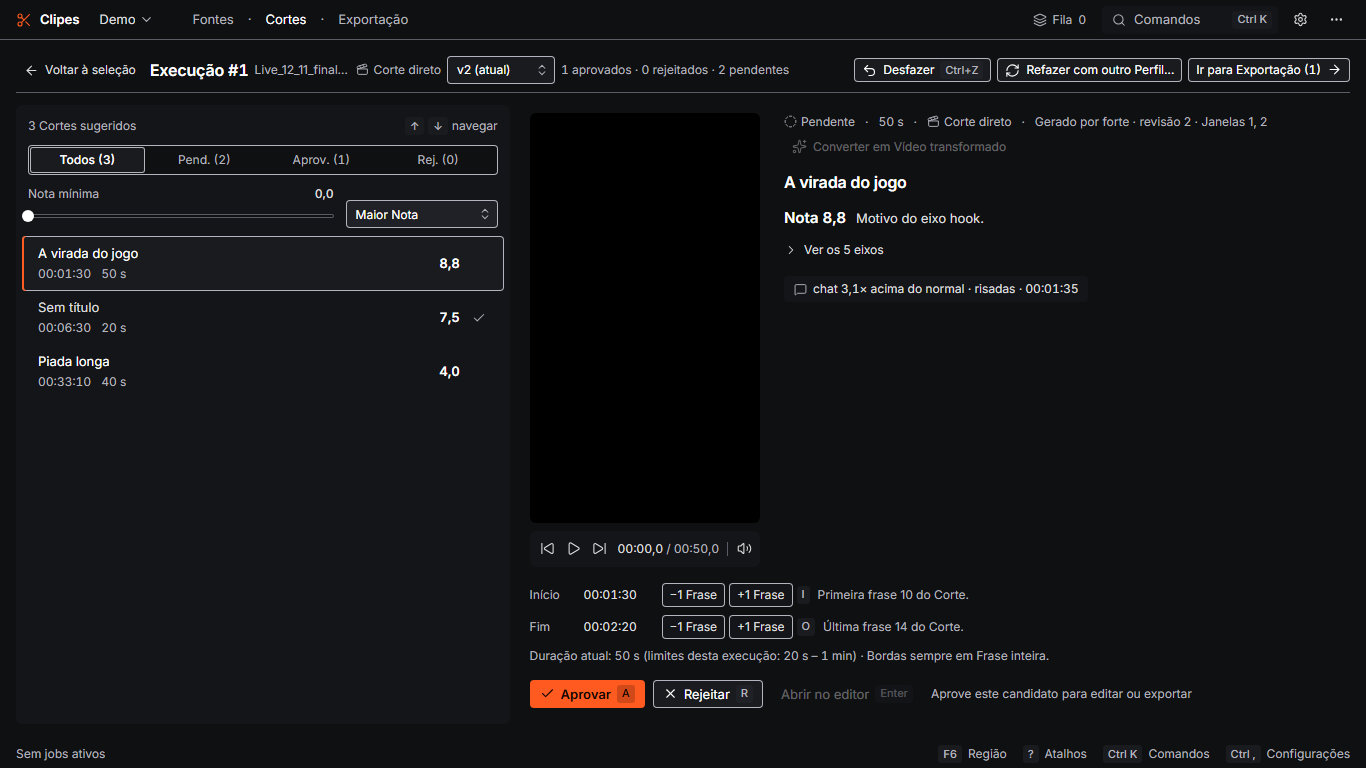 Clipes Demo Fontes · Cortes · Exportação Fila 0 Comandos Ctrl K
Voltar à seleção Execução #1 Live_12_11_final... Corte direto v2 (atual) 1 aprovados · 0 rejeitados · 2 pendentes Desfazer Ctrl+Z Refazer com outro Perfil... Ir para Exportação (1)
3 Cortes sugeridos ↑ ↓ navegar
Todos (3) Pend. (2) Aprov. (1) Rej. (0)
Nota mínima 0,0
Maior Nota
A virada do jogo
00:01:30 50 s
8,8
Sem título
00:06:30 20 s
7,5
Piada longa
00:33:10 40 s
4,0
00:00,0 / 00:50,0
Pendente · 50 s · Corte direto · Gerado por forte · revisão 2 · Janelas 1, 2
Converter em Vídeo transformado
A virada do jogo
Nota 8,8 Motivo do eixo hook.
Ver os 5 eixos
chat 3,1× acima do normal · risadas · 00:01:35
Início 00:01:30 −1 Frase +1 Frase I Primeira frase 10 do Corte.
Fim 00:02:20 −1 Frase +1 Frase O Última frase 14 do Corte.
Duração atual: 50 s (limites desta execução: 20 s – 1 min) · Bordas sempre em Frase inteira.
Aprovar A Rejeitar R Abrir no editor Enter Aprove este candidato para editar ou exportar
Sem jobs ativos F6 Região ? Atalhos Ctrl K Comandos Ctrl , Configurações